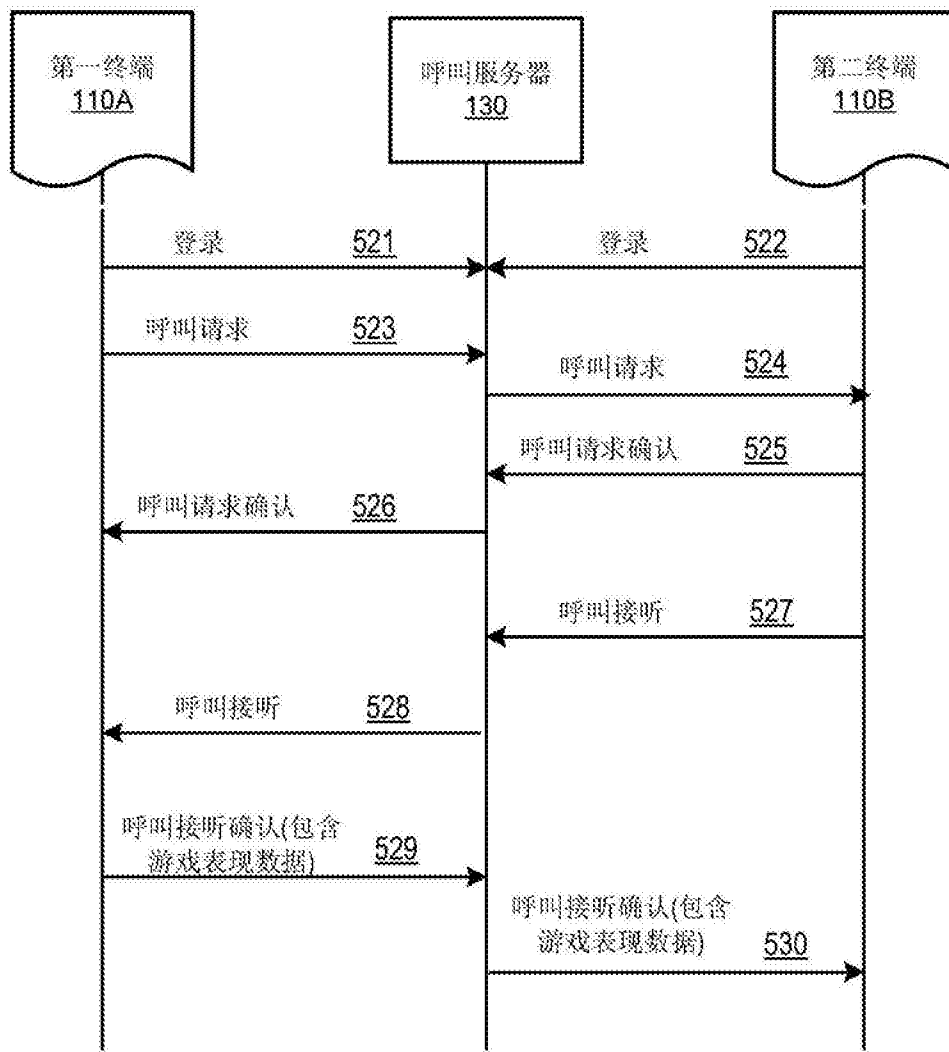 第一终端
110A
呼叫服务器
130
第二终端
110B
登录 521
登录 522
呼叫请求 523
呼叫请求 524
呼叫请求确认 525
呼叫请求确认 526
呼叫接听 527
呼叫接听 528
呼叫接听确认(包含
游戏表现数据) 529
呼叫接听确认(包含
游戏表现数据) 530